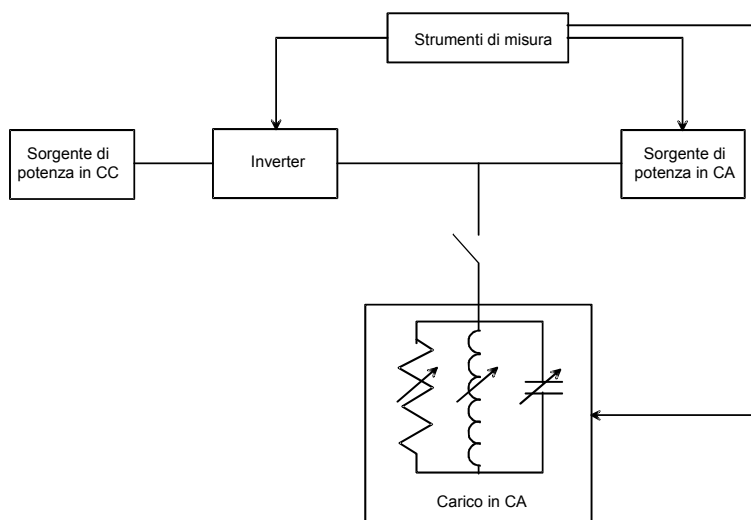 Strumenti di misura
Sorgente di
potenza in CC
Inverter
Sorgente di
potenza in CA
Carico in CA